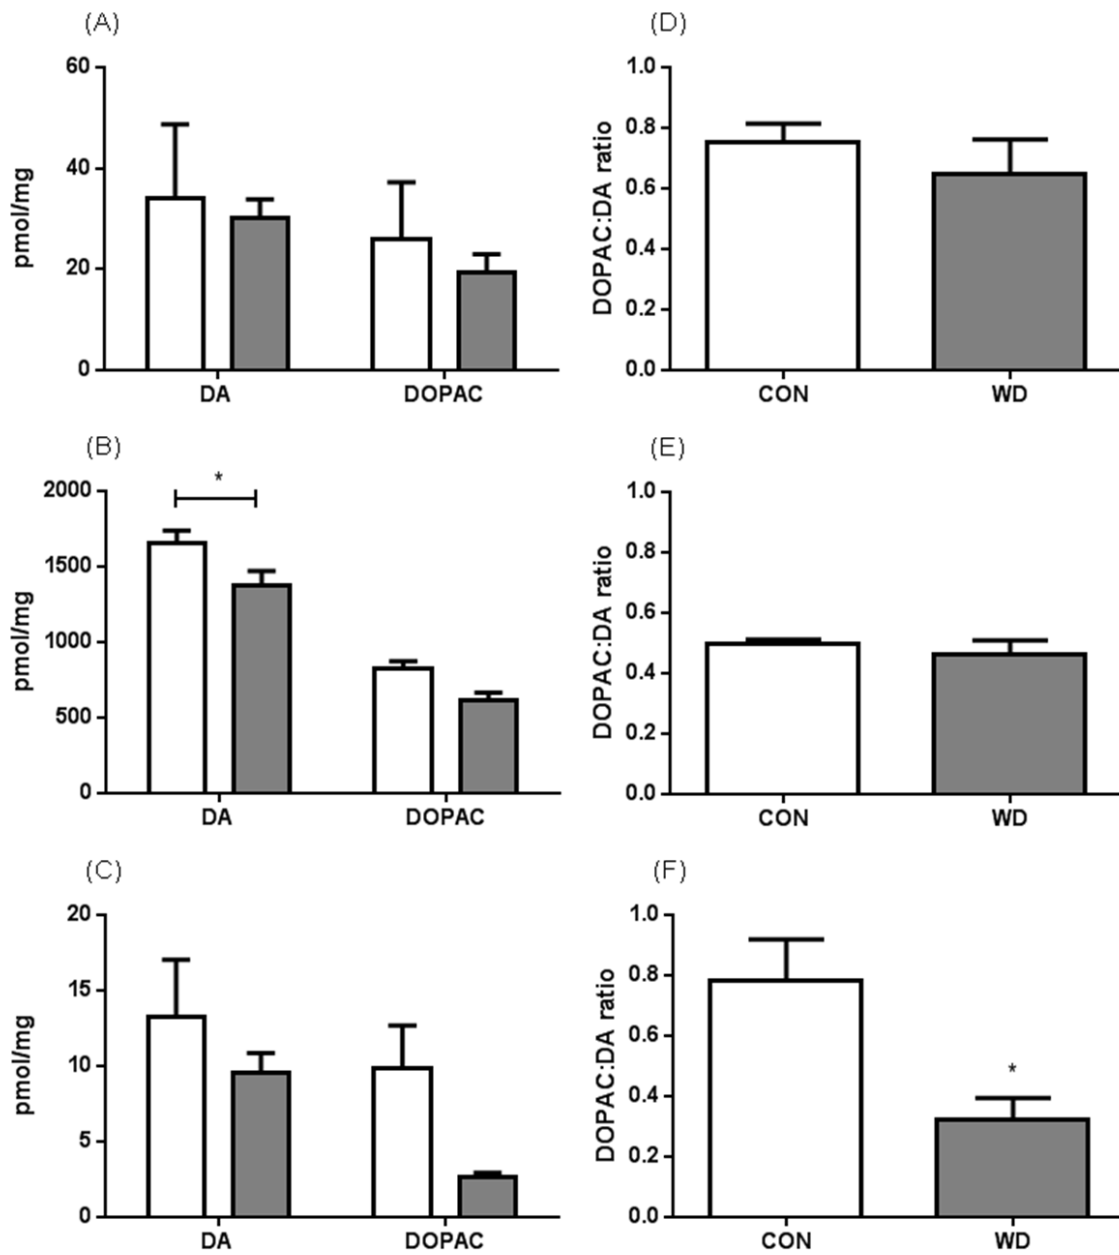 (A)
pmol/mg
60
40
20
0
DA
DOPAC
(D)
DOPAC:DA ratio
1.0
0.8
0.6
0.4
0.2
0.0
CON
WD
(B)
pmol/mg
2000
1500
1000
500
0
*
DA
DOPAC
(E)
DOPAC:DA ratio
1.0
0.8
0.6
0.4
0.2
0.0
CON
WD
(C)
pmol/mg
20
15
10
5
0
DA
DOPAC
(F)
DOPAC:DA ratio
1.0
0.8
0.6
0.4
0.2
0.0
*
CON
WD